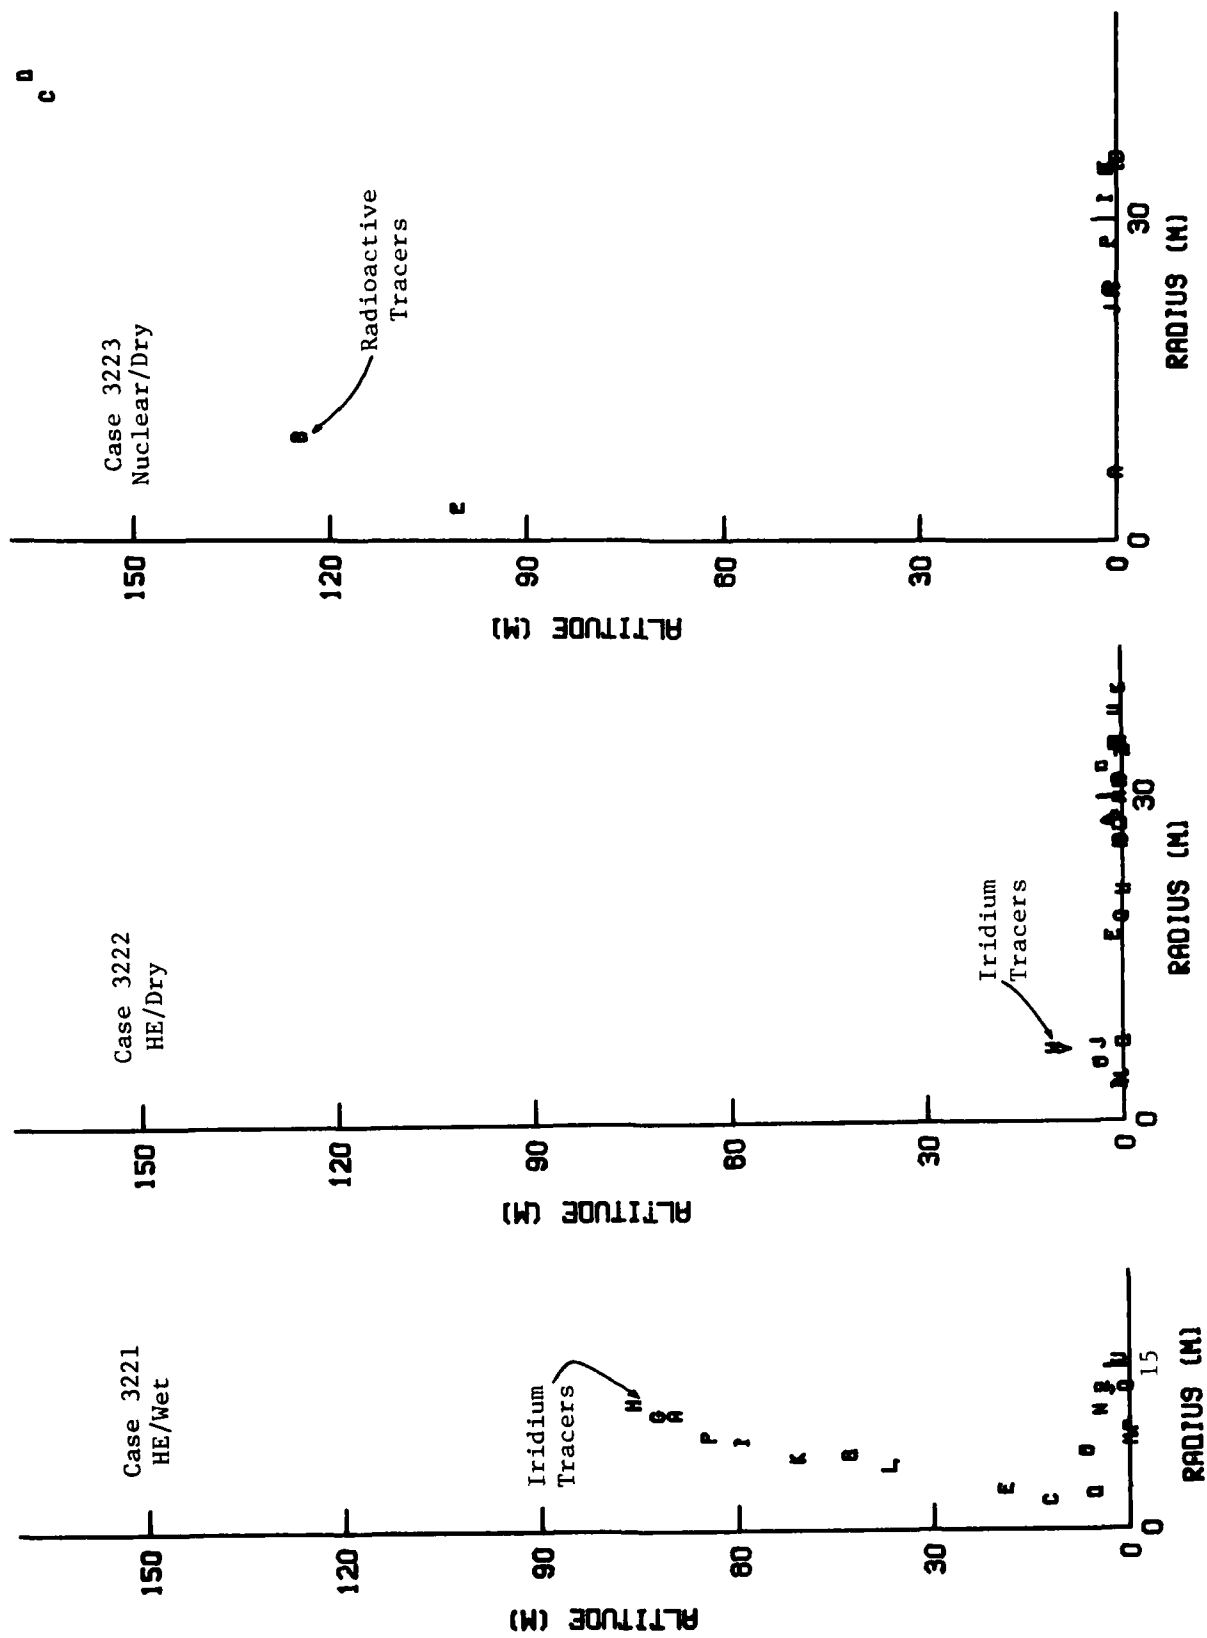 Case 3221
HE/Wet
150
120
90
60
30
0
ALTITUDE (M)
Iridium
Tracers
H
G
A
P
I
K
B
L
E
C
0
15
RADIUS (M)
Case 3222
HE/Dry
150
120
90
60
30
0
ALTITUDE (M)
Iridium
Tracers
J
E
0
30
RADIUS (M)
Case 3223
Nuclear/Dry
150
120
90
60
30
0
ALTITUDE (M)
Radioactive
Tracers
C
D
B
E
A
J
P
I
K
0
30
RADIUS (M)